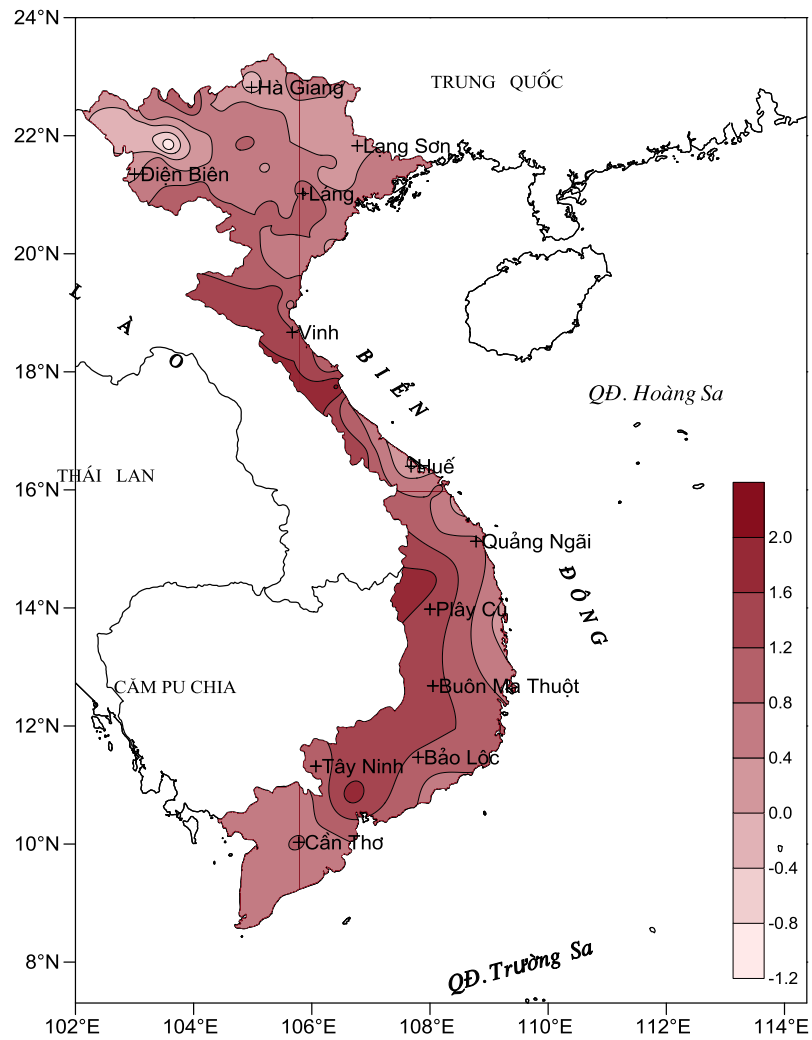 24°N
TRUNG QUỐC
Hà Giang
22°N
Lang Sơn
Điện Biên
Láng
20°N
L À O
Vinh
18°N
BIỂN
QĐ. Hoàng Sa
THÁI LAN
Huế
16°N
Quảng Ngãi
2.0
ĐÔNG
1.6
14°N
Plây Cu
1.2
CĂM PU CHIA
Buôn Ma Thuột
0.8
12°N
Bảo Lộc
0.4
Tây Ninh
0.0
10°N
Cần Thơ
-0.4
-0.8
8°N
QĐ. Trường Sa
-1.2
102°E 104°E 106°E 108°E 110°E 112°E 114°E